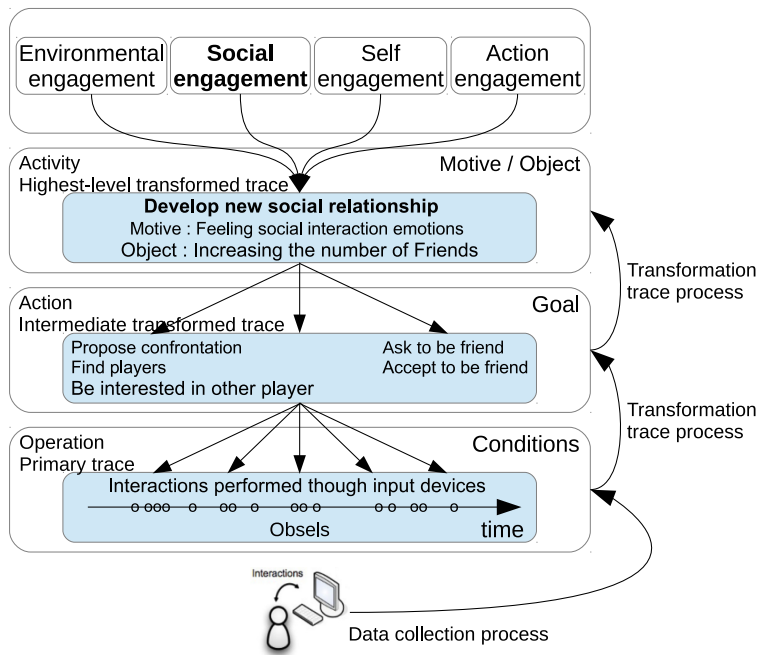 Environmental engagement
Social engagement
Self engagement
Action engagement
Activity
Motive / Object
Highest-level transformed trace
Develop new social relationship
Motive : Feeling social interaction emotions
Object : Increasing the number of Friends
Transformation
trace process
Action
Goal
Intermediate transformed trace
Propose confrontation
Ask to be friend
Find players
Accept to be friend
Be interested in other player
Transformation
trace process
Operation
Conditions
Primary trace
Interactions performed though input devices
time
Obsels
Interactions
Data collection process